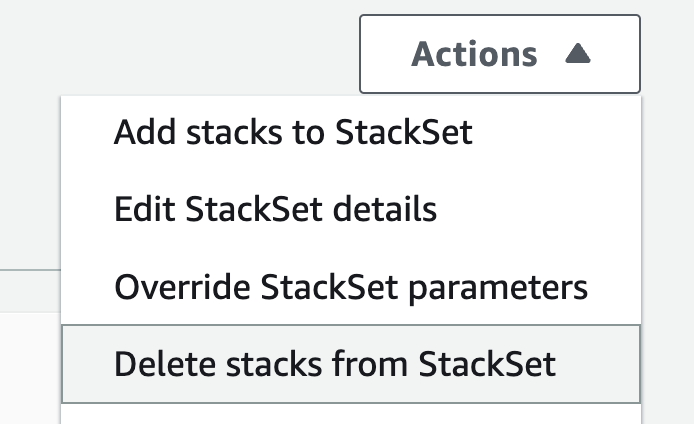 Actions
Add stacks to StackSet
Edit StackSet details
Override StackSet parameters
Delete stacks from StackSet